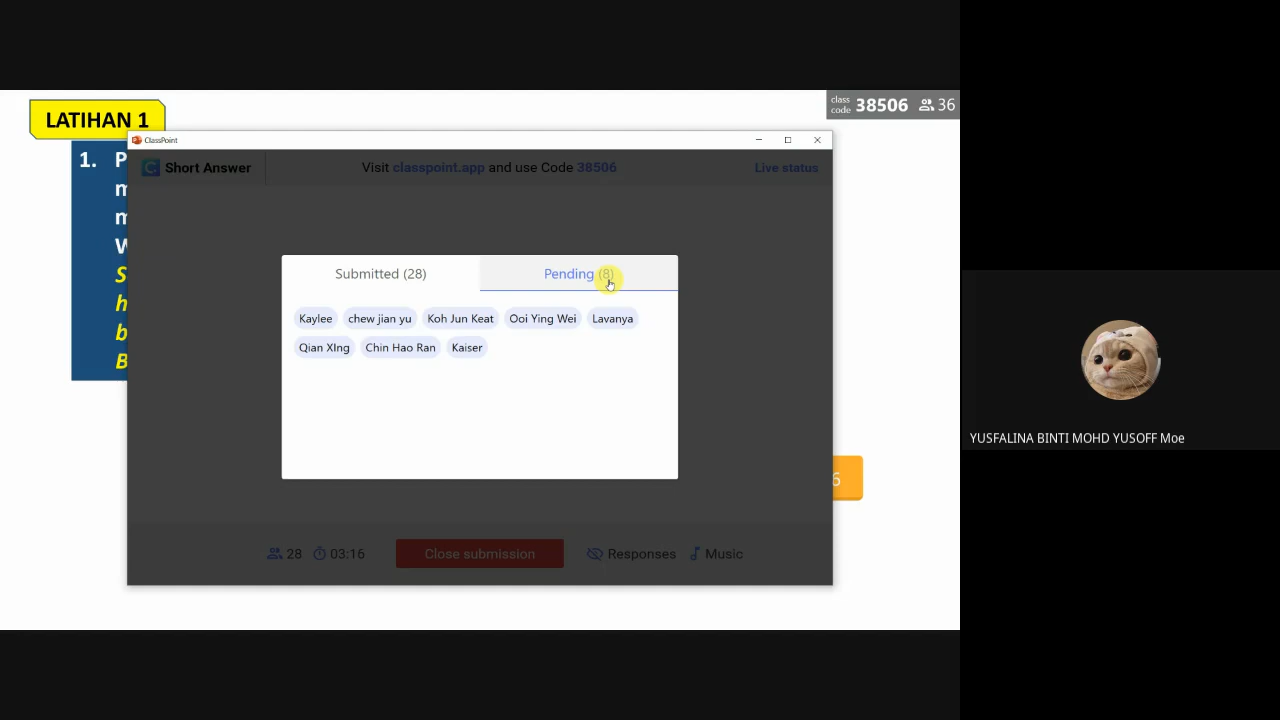 LATIHAN 1
class code 38506 36
ClassPoint
1. P
Short Answer
Visit classpoint.app and use Code 38506
Live status
m
m
W
S
h
b
B
Submitted (28)
Pending (8)
Kaylee chew jian yu Koh Jun Keat Ooi Ying Wei Lavanya
Qian XIng Chin Hao Ran Kaiser
YUSFALINA BINTI MOHD YUSOFF Moe
6
28 03:16 Close submission Responses Music